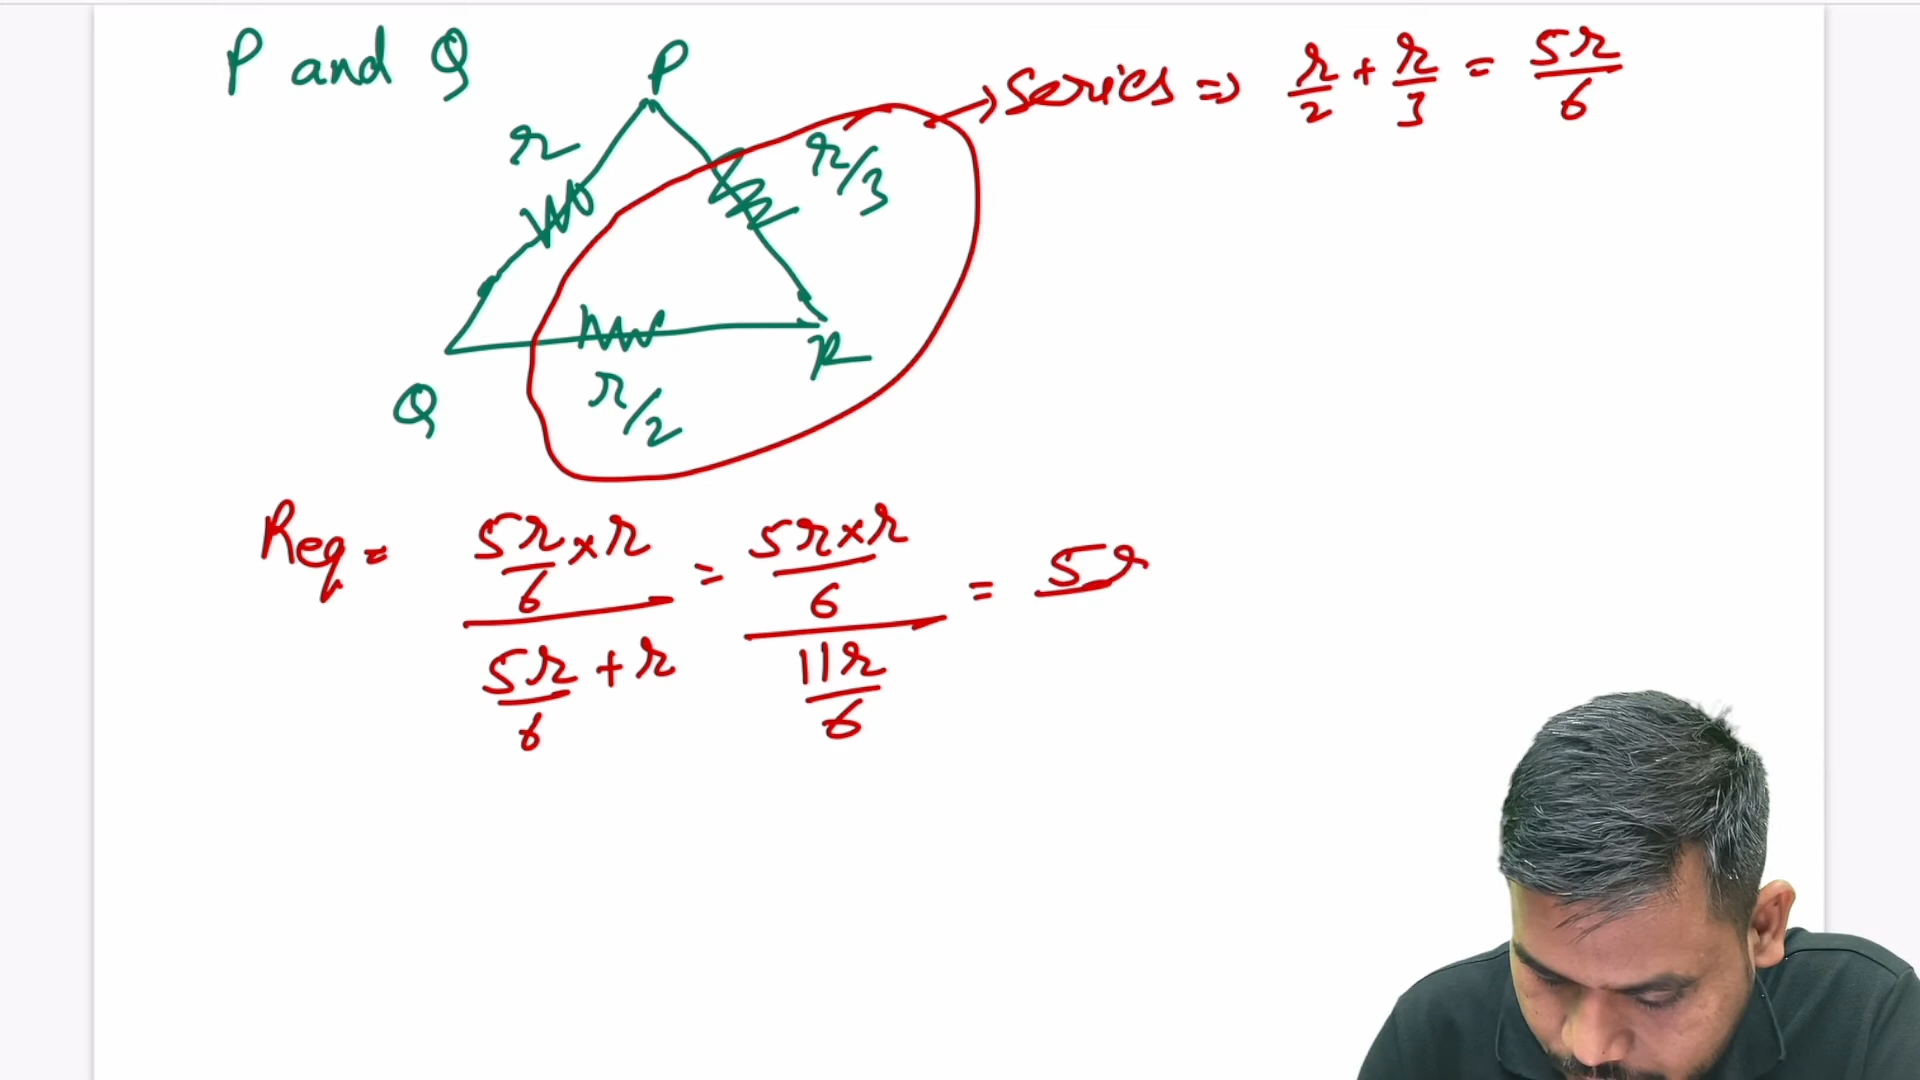 P and Q
P
→ Series ⇒ r/2 + r/3 = 5r/6
r
r/3
R
Q
r/2
Req = (5r/6 × r)/(5r/6 + r) = (5r×r/6)/(11r/6) = 5r